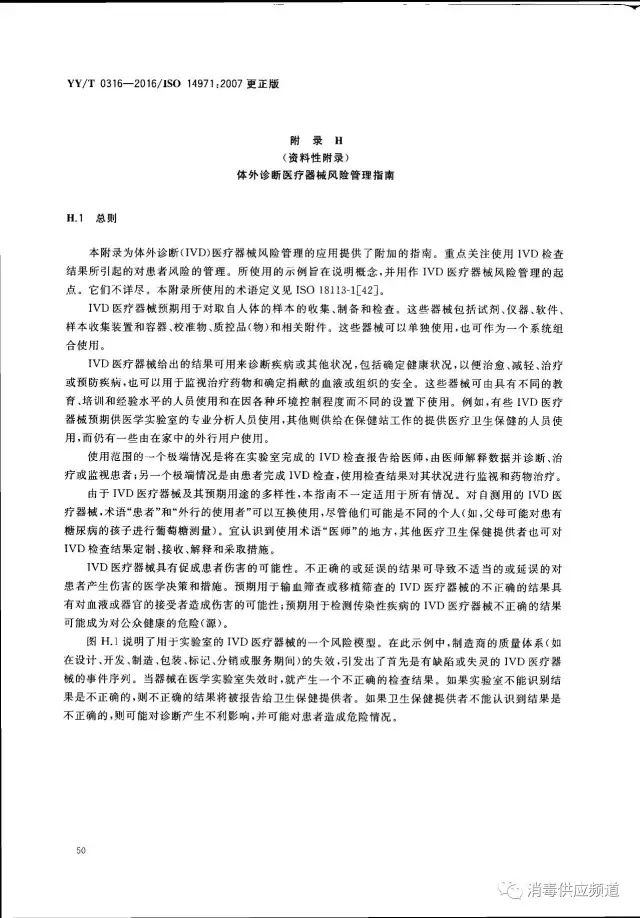 YY/T 0316—2016/ISO 14971:2007 更正版
附 录 H
(资料性附录)
体外诊断医疗器械风险管理指南
H.1 总则
本附录为体外诊断(IVD)医疗器械风险管理的应用提供了附加的指南。重点关注使用 IVD 检查
结果所引起的对患者风险的管理。所使用的示例旨在说明概念,并用作 IVD 医疗器械风险管理的起
点。它们不详尽。本附录所使用的术语定义见 ISO 18113-1[42]。
IVD 医疗器械预期用于对取自人体的样本的收集、制备和检查。这些器械包括试剂、仪器、软件、
样本收集装置和容器、校准物、质控品(物)和相关附件。这些器械可以单独使用,也可作为一个系统组
合使用。
IVD 医疗器械给出的结果可用来诊断疾病或其他状况,包括确定健康状况,以便治愈、减轻、治疗
或预防疾病,也可以用于监视治疗药物和确定捐献的血液或组织的安全。这些器械可由具有不同的教
育、培训和经验水平的人员使用和在因各种环境控制程度而不同的设置下使用。例如,有些 IVD 医疗
器械预期供医学实验室的专业分析人员使用,其他则供给在保健站工作的提供医疗卫生保健的人员使
用,而仍有一些由在家中的外行用户使用。
使用范围的一个极端情况是将在实验室完成的 IVD 检查报告给医师,由医师解释数据并诊断、治
疗或监视患者;另一个极端情况是由患者完成 IVD 检查,使用检查结果对其状况进行监视和药物治疗。
由于 IVD 医疗器械及其预期用途的多样性,本指南不一定适用于所有情况。对自测用的 IVD 医
疗器械,术语“患者”和“外行的使用者”可以互换使用,尽管他们可能是不同的个人(如,父母可能对患有
糖尿病的孩子进行葡萄糖测量)。宜认识到使用术语“医师”的地方,其他医疗卫生保健提供者也可对
IVD 检查结果定制、接收、解释和采取措施。
IVD 医疗器械具有促成患者伤害的可能性。不正确的或延误的结果可导致不适当的或延误的对
患者产生伤害的医学决策和措施。预期用于输血筛查或移植筛查的 IVD 医疗器械的不正确的结果具
有对血液或器官的接受者造成伤害的可能性;预期用于检测传染性疾病的 IVD 医疗器械不正确的结果
可能成为对公众健康的危险(源)。
图 H.1 说明了用于实验室的 IVD 医疗器械的一个风险模型。在此示例中,制造商的质量体系(如
在设计、开发、制造、包装、标记、分销或服务期间)的失效,引发出了首先是有缺陷或失灵的 IVD 医疗器
械的事件序列。当器械在医学实验室失效时,就产生一个不正确的检查结果。如果实验室不能识别结
果是不正确的,则不正确的结果将被报告给卫生保健提供者。如果卫生保健提供者不能认识到结果是
不正确的,则可能对诊断产生不利影响,并可能对患者造成危险情况。
50
消毒供应频道